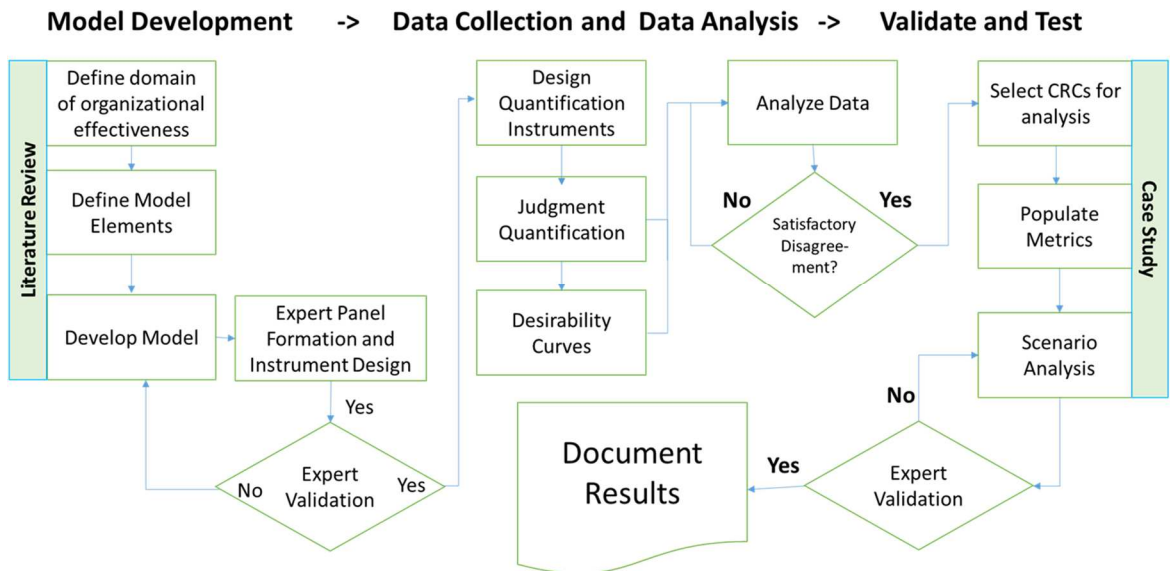 Model Development -> Data Collection and Data Analysis -> Validate and Test
Literature Review
Define domain
of organizational
effectiveness
Define Model
Elements
Develop Model
Expert Panel
Formation and
Instrument Design
Yes
Expert
Validation
No
Yes
Design
Quantification
Instruments
Judgment
Quantification
Desirability
Curves
Analyze Data
No
Yes
Satisfactory
Disagree-
ment?
Select CRCs for
analysis
Populate
Metrics
Scenario
Analysis
Case Study
No
Expert
Validation
Yes
Document
Results